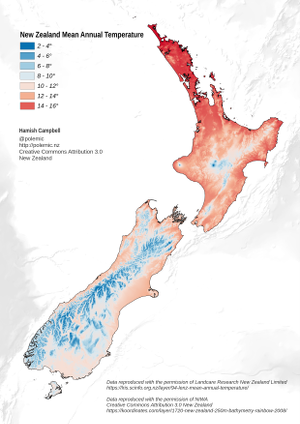 New Zealand Mean Annual Temperature
2 - 4°
4 - 6°
6 - 8°
8 - 10°
10 - 12°
12 - 14°
14 - 16°
Hamish Campbell
@polemic
http://polemic.nz
Creative Commons Attribution 3.0
New Zealand
Data reproduced with the permission of Landcare Research New Zealand Limited
https://lris.scinfo.org.nz/layer/94-lenz-mean-annual-temperature/
Data reproduced with the permission of NIWA
Creative Commons Attribution 3.0 New Zealand
https://koordinates.com/layer/1720-new-zealand-250m-bathymetry-rainbow-2008/